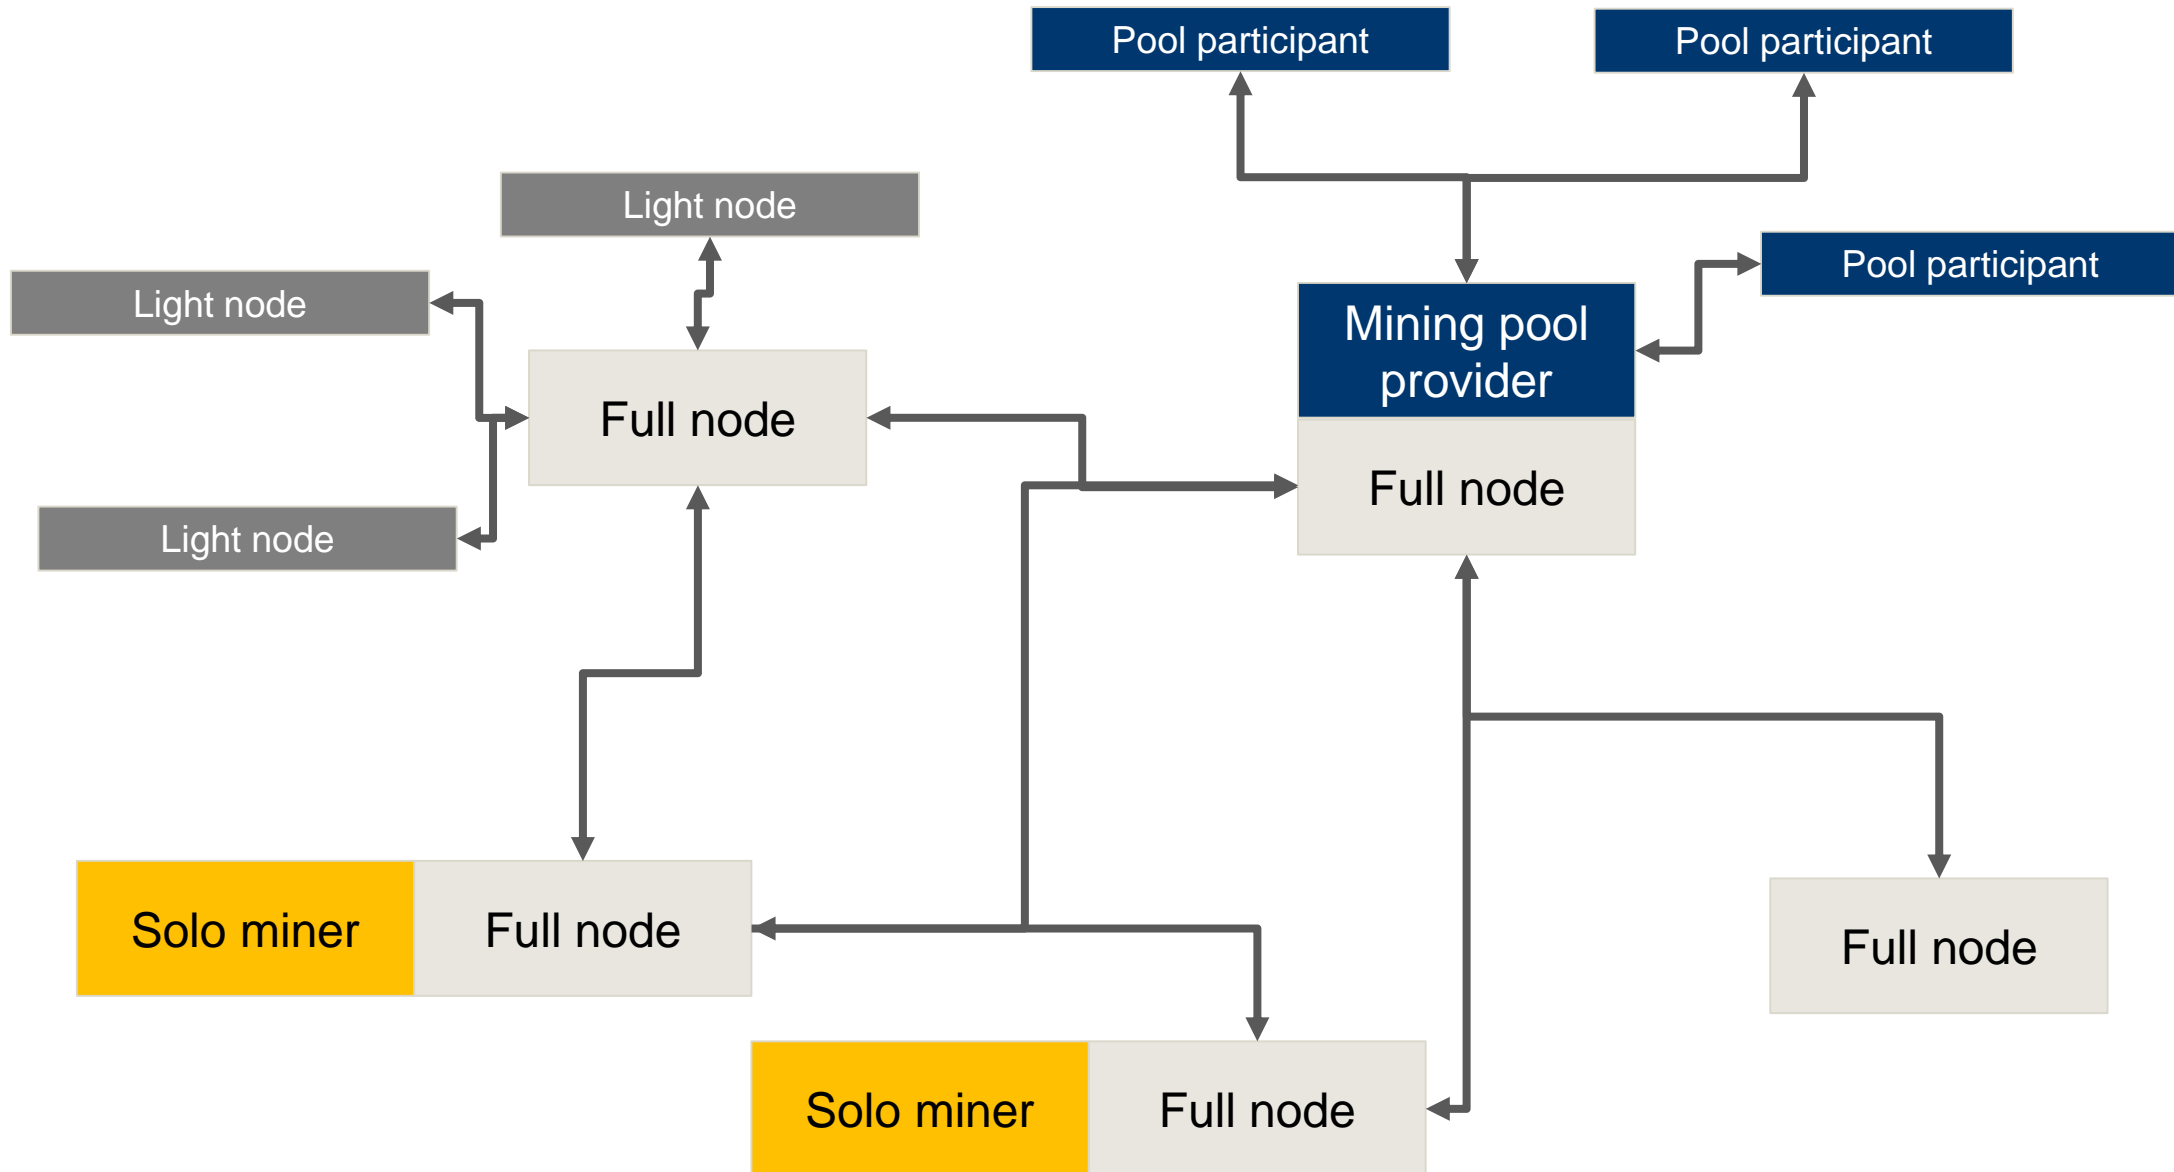 Pool participant
Pool participant
Light node
Pool participant
Light node
Mining pool
provider
Full node
Full node
Light node
Solo miner
Full node
Full node
Solo miner
Full node